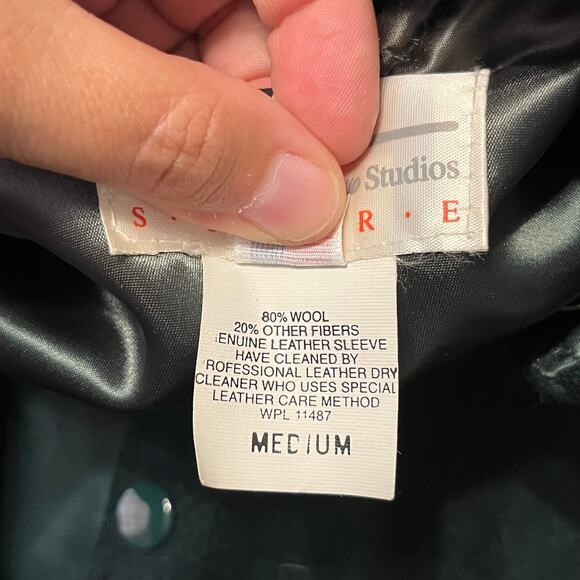 Studios
S · R · E
80% WOOL
20% OTHER FIBERS
ENUINE LEATHER SLEEVE
HAVE CLEANED BY
ROFESSIONAL LEATHER DRY
CLEANER WHO USES SPECIAL
LEATHER CARE METHOD
WPL 11487
MEDIUM